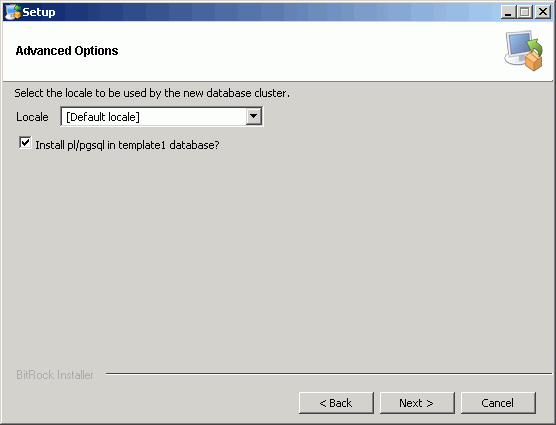 Setup
Advanced Options
Select the locale to be used by the new database cluster.
Locale [Default locale]
Install pl/pgsql in template1 database?
BitRock Installer
< Back Next > Cancel